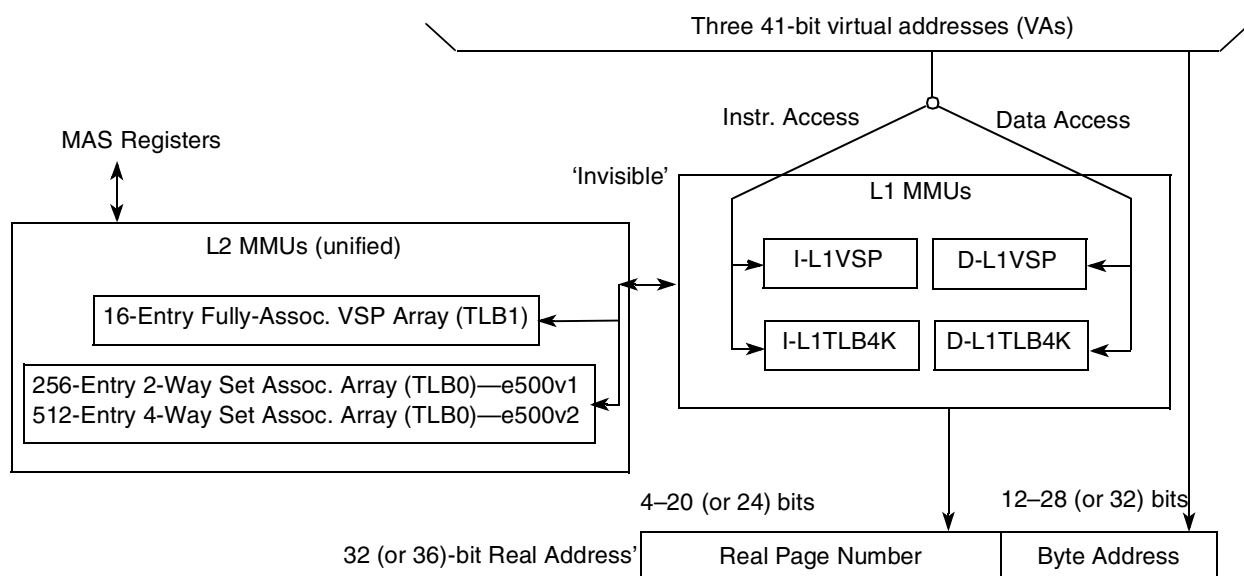 Three 41-bit virtual addresses (VAs)
Instr. Access
Data Access
MAS Registers
'Invisible'
L1 MMUs
L2 MMUs (unified)
I-L1VSP
D-L1VSP
16-Entry Fully-Assoc. VSP Array (TLB1)
I-L1TLB4K
D-L1TLB4K
256-Entry 2-Way Set Assoc. Array (TLB0)—e500v1
512-Entry 4-Way Set Assoc. Array (TLB0)—e500v2
4–20 (or 24) bits
12–28 (or 32) bits
32 (or 36)-bit Real Address'
Real Page Number
Byte Address